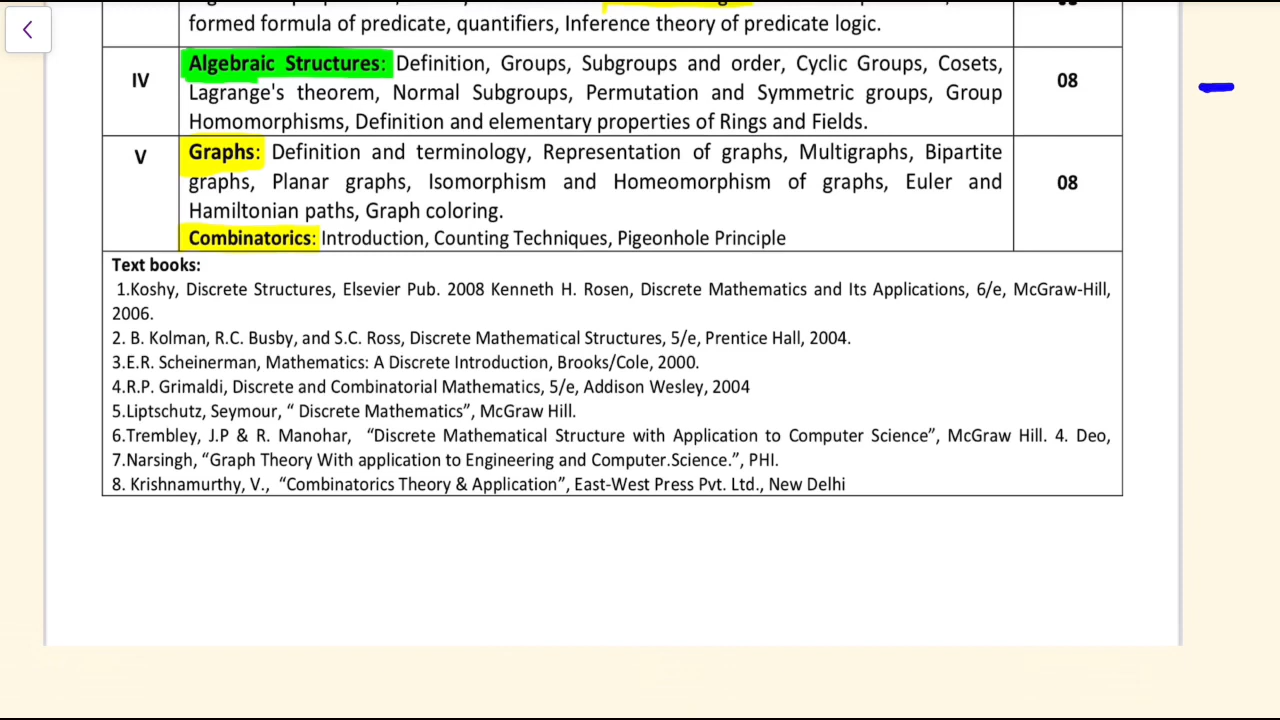 formed formula of predicate, quantifiers, Inference theory of predicate logic.
IV
Algebraic Structures: Definition, Groups, Subgroups and order, Cyclic Groups, Cosets,
Lagrange's theorem, Normal Subgroups, Permutation and Symmetric groups, Group
Homomorphisms, Definition and elementary properties of Rings and Fields.
08
V
Graphs: Definition and terminology, Representation of graphs, Multigraphs, Bipartite
graphs, Planar graphs, Isomorphism and Homeomorphism of graphs, Euler and
Hamiltonian paths, Graph coloring.
Combinatorics: Introduction, Counting Techniques, Pigeonhole Principle
08
Text books:
1.Koshy, Discrete Structures, Elsevier Pub. 2008 Kenneth H. Rosen, Discrete Mathematics and Its Applications, 6/e, McGraw-Hill,
2006.
2. B. Kolman, R.C. Busby, and S.C. Ross, Discrete Mathematical Structures, 5/e, Prentice Hall, 2004.
3.E.R. Scheinerman, Mathematics: A Discrete Introduction, Brooks/Cole, 2000.
4.R.P. Grimaldi, Discrete and Combinatorial Mathematics, 5/e, Addison Wesley, 2004
5.Liptschutz, Seymour, “ Discrete Mathematics”, McGraw Hill.
6.Trembley, J.P & R. Manohar, “Discrete Mathematical Structure with Application to Computer Science”, McGraw Hill. 4. Deo,
7.Narsingh, “Graph Theory With application to Engineering and Computer.Science.”, PHI.
8. Krishnamurthy, V., “Combinatorics Theory & Application”, East-West Press Pvt. Ltd., New Delhi